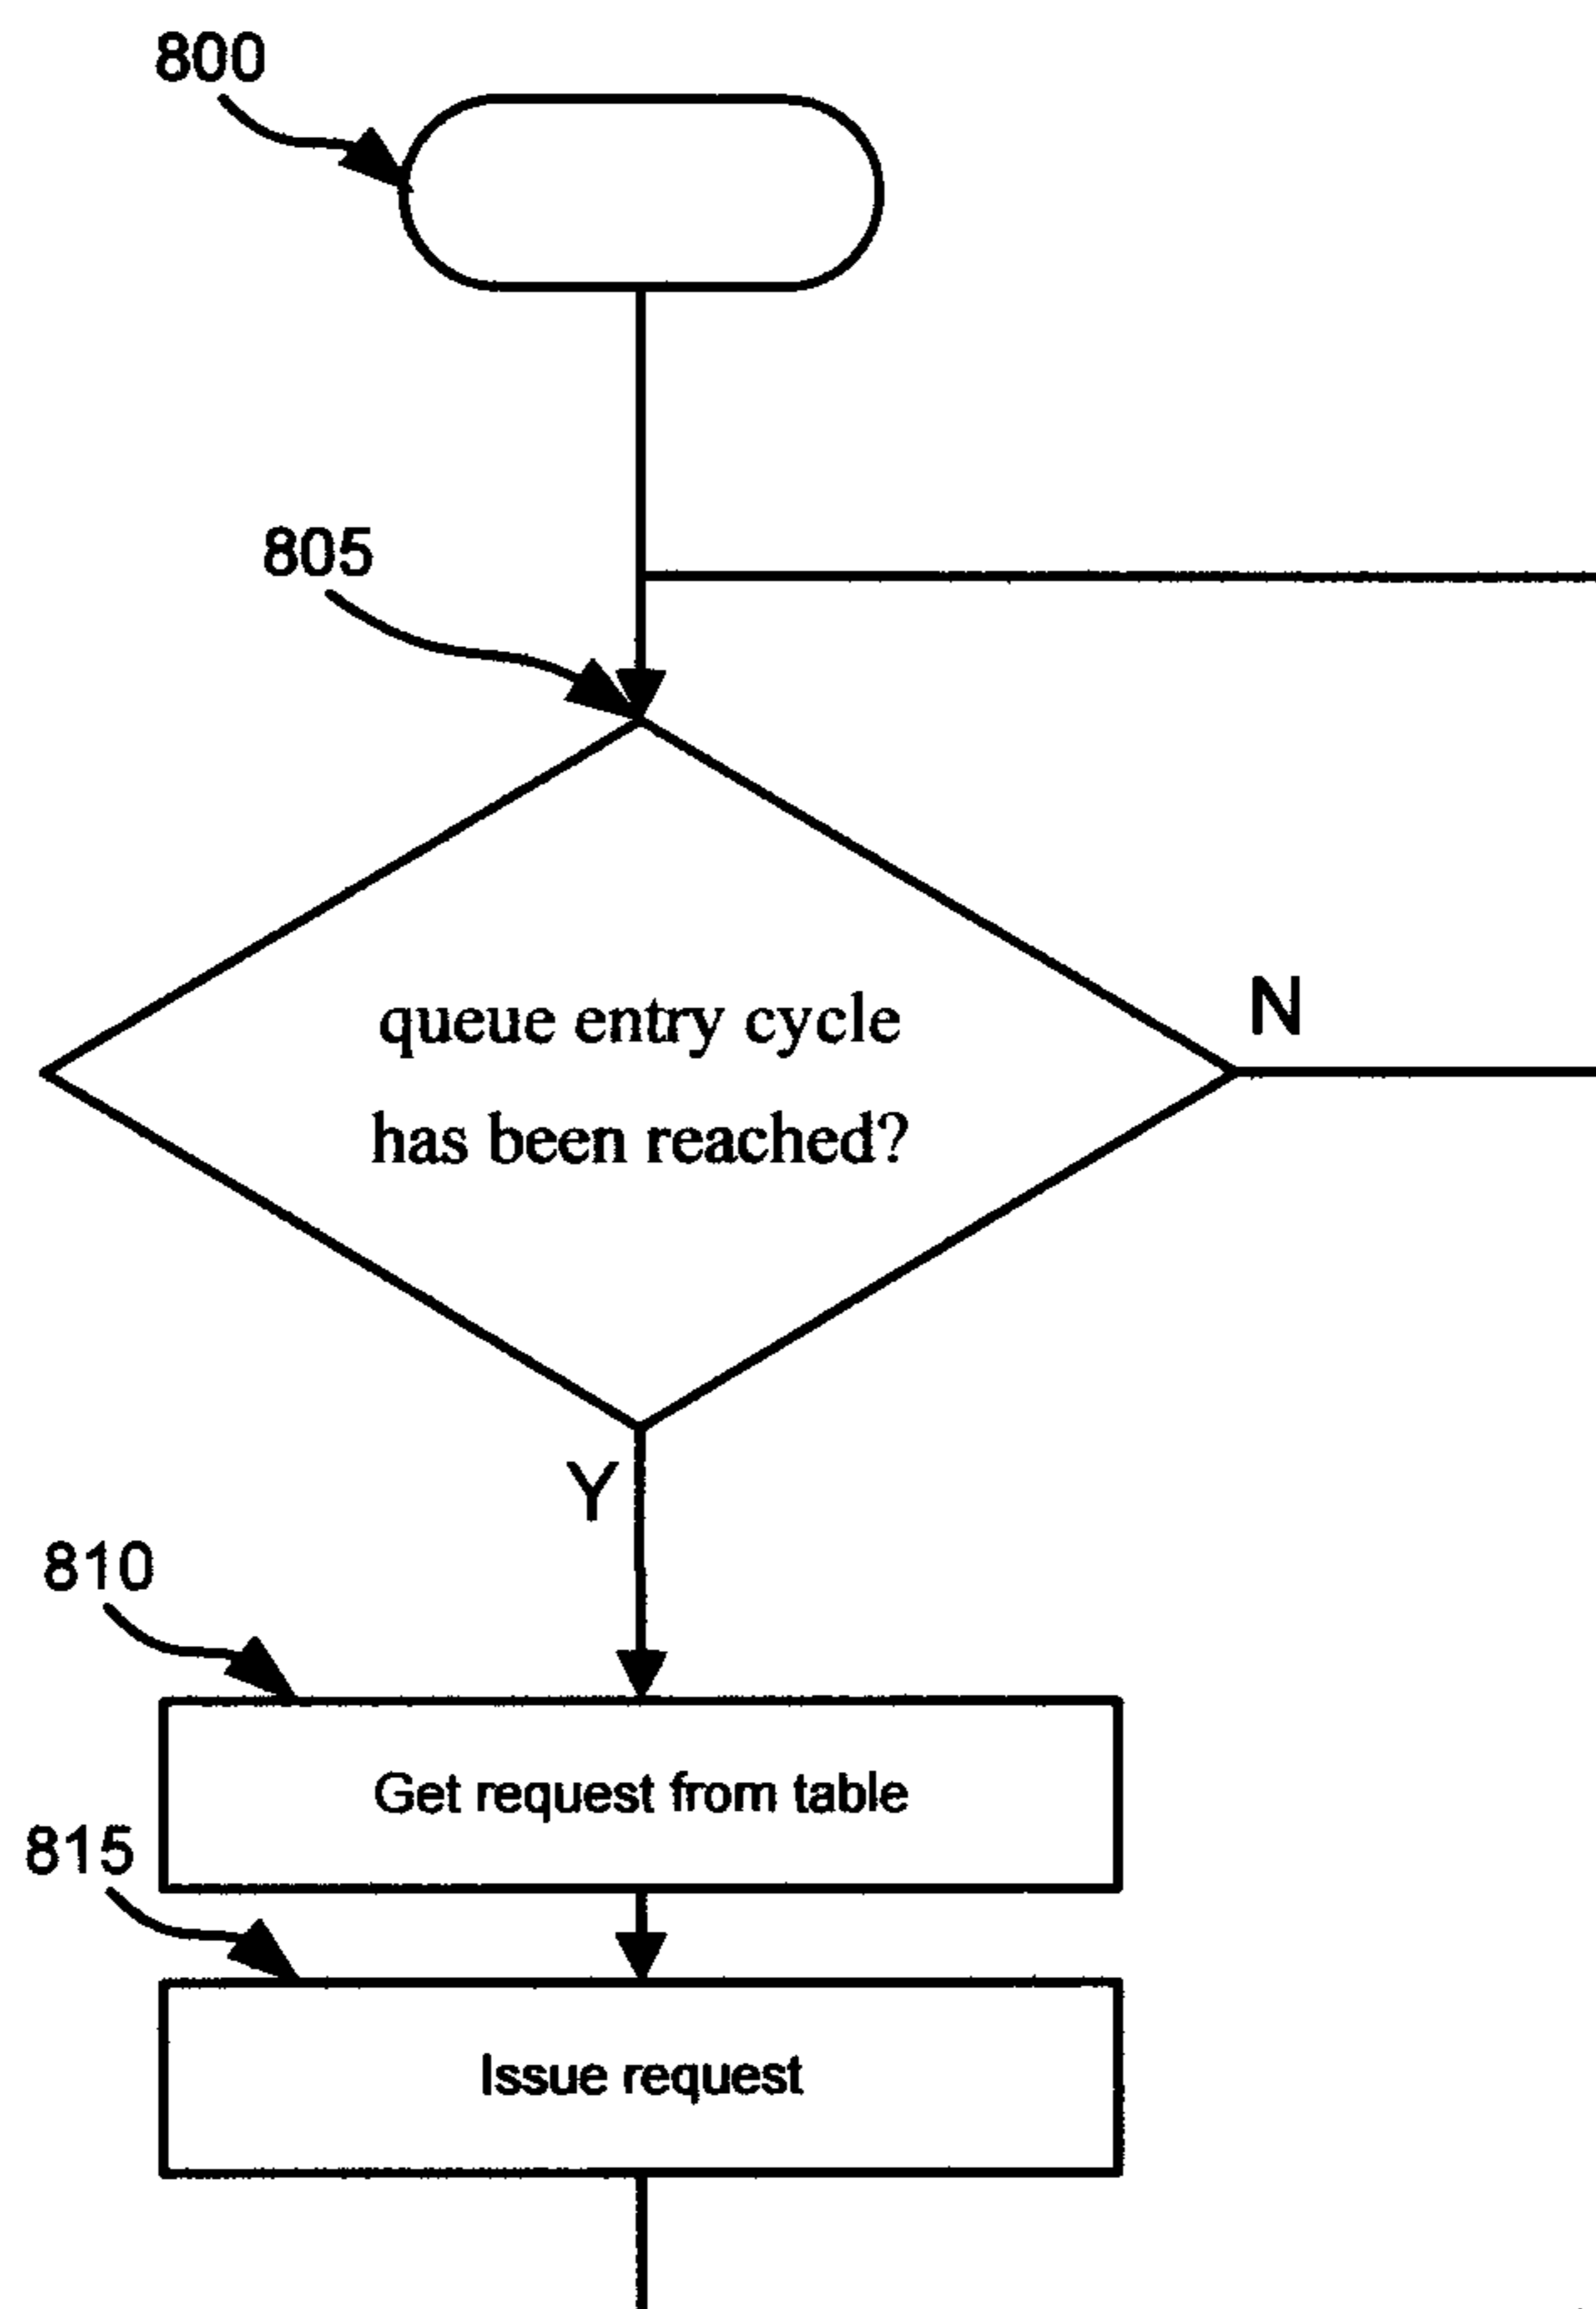 800
805
queue entry cycle
has been reached?
N
Y
810
Get request from table
815
Issue request